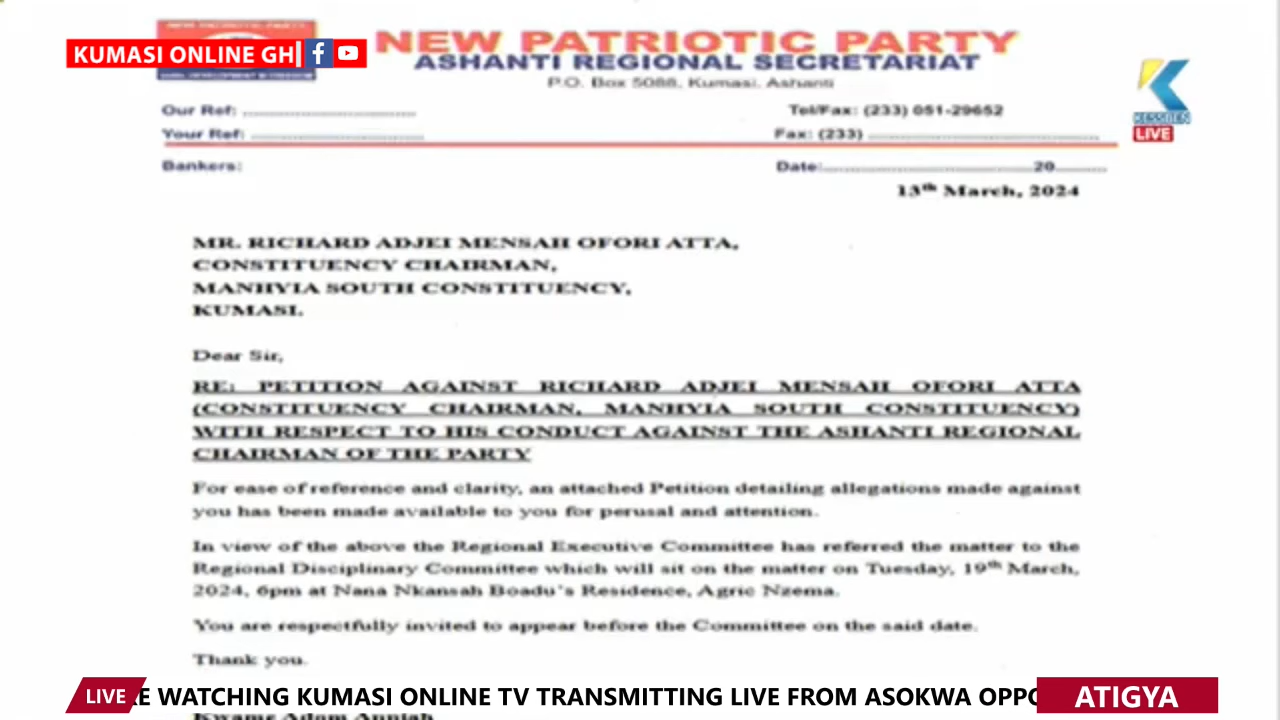 NEW PATRIOTIC PARTY
KUMASI ONLINE GH
NEW PATRIOTIC PARTY
ASHANTI REGIONAL SECRETARIAT
P.O. Box 5088, Kumasi, Ashanti
KESSBEN
LIVE
Our Ref: ........................................
Tel/Fax: (233) 051-29652
Your Ref: ........................................
Fax: (233) ........................................
Bankers:
Date:........................................20..........
13th March, 2024
MR. RICHARD ADJEI MENSAH OFORI ATTA,
CONSTITUENCY CHAIRMAN,
MANHYIA SOUTH CONSTITUENCY,
KUMASI.
Dear Sir,
RE: PETITION AGAINST RICHARD ADJEI MENSAH OFORI ATTA
(CONSTITUENCY CHAIRMAN, MANHYIA SOUTH CONSTITUENCY)
WITH RESPECT TO HIS CONDUCT AGAINST THE ASHANTI REGIONAL
CHAIRMAN OF THE PARTY
For ease of reference and clarity, an attached Petition detailing allegations made against
you has been made available to you for perusal and attention.
In view of the above the Regional Executive Committee has referred the matter to the
Regional Disciplinary Committee which will sit on the matter on Tuesday, 19th March,
2024, 6pm at Nana Nkansah Boadu's Residence, Agric Nzema.
You are respectfully invited to appear before the Committee on the said date.
Thank you.
LIVE
E WATCHING KUMASI ONLINE TV TRANSMITTING LIVE FROM ASOKWA OPPO
ATIGYA